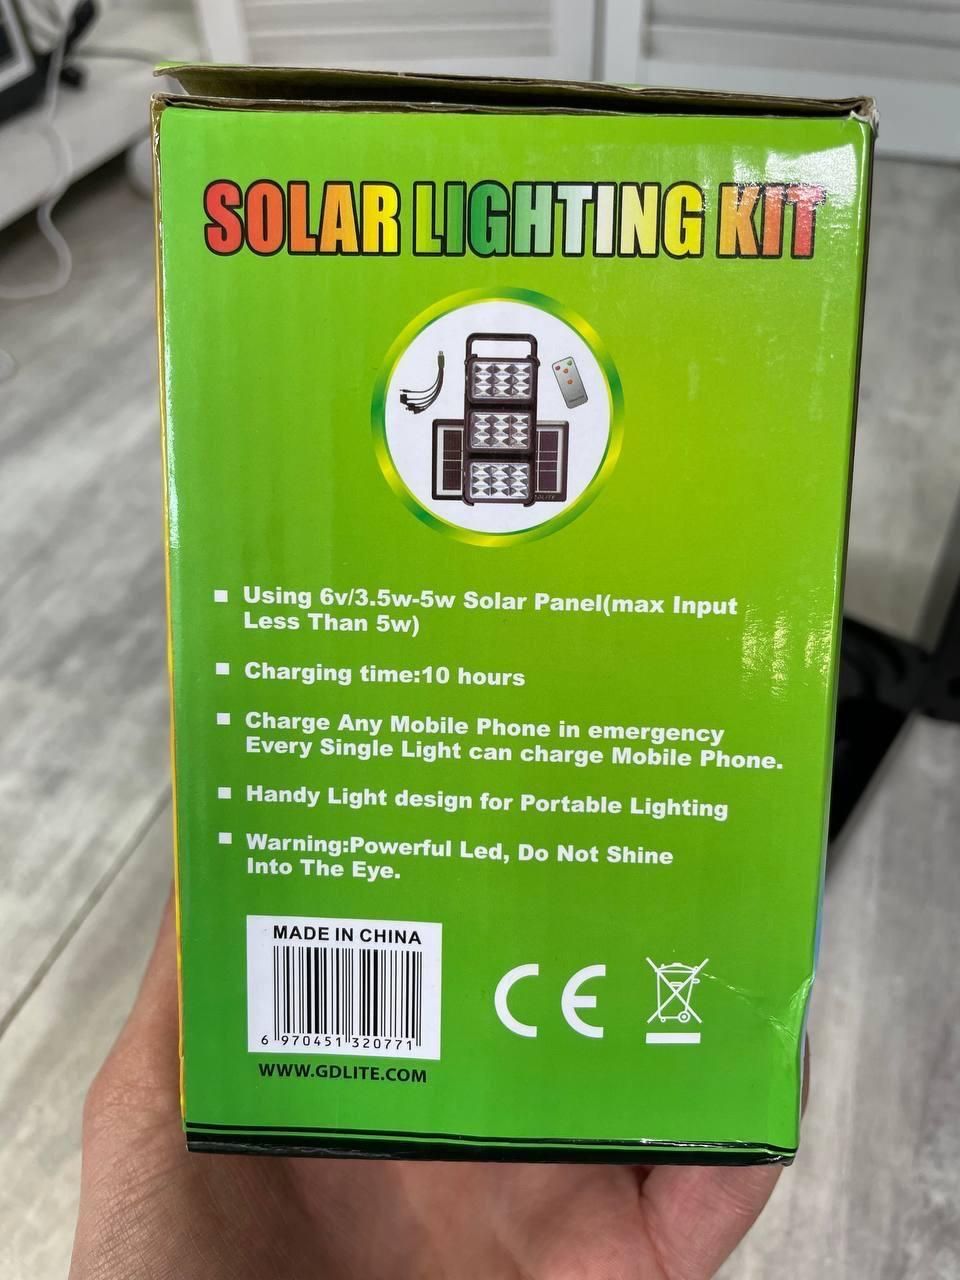 SOLAR LIGHTING KIT
Using 6v/3.5w-5w Solar Panel(max Input
Less Than 5w)
Charging time:10 hours
Charge Any Mobile Phone in emergency
Every Single Light can charge Mobile Phone.
Handy Light design for Portable Lighting
Warning:Powerful Led, Do Not Shine
Into The Eye.
MADE IN CHINA
6 970451 320771
WWW.GDLITE.COM
CE